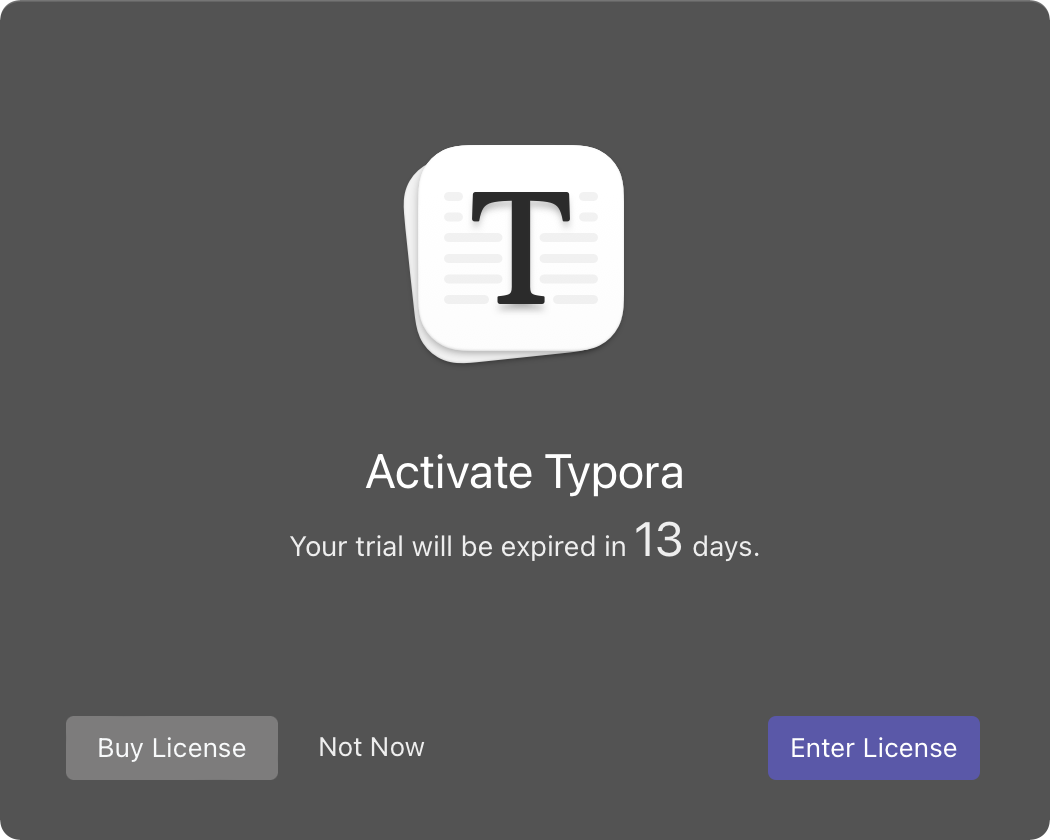 T
Activate Typora
Your trial will be expired in 13 days.
Buy License
Not Now
Enter License